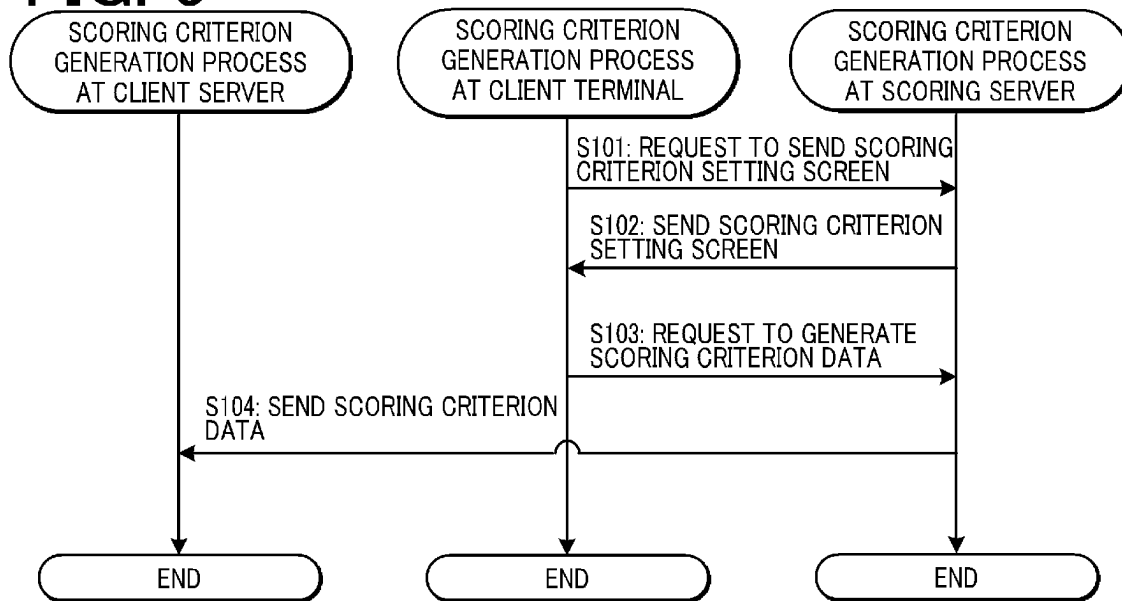 SCORING CRITERION
GENERATION PROCESS
AT CLIENT SERVER
SCORING CRITERION
GENERATION PROCESS
AT CLIENT TERMINAL
SCORING CRITERION
GENERATION PROCESS
AT SCORING SERVER
S101: REQUEST TO SEND SCORING
CRITERION SETTING SCREEN
S102: SEND SCORING CRITERION
SETTING SCREEN
S103: REQUEST TO GENERATE
SCORING CRITERION DATA
S104: SEND SCORING CRITERION
DATA
END
END
END